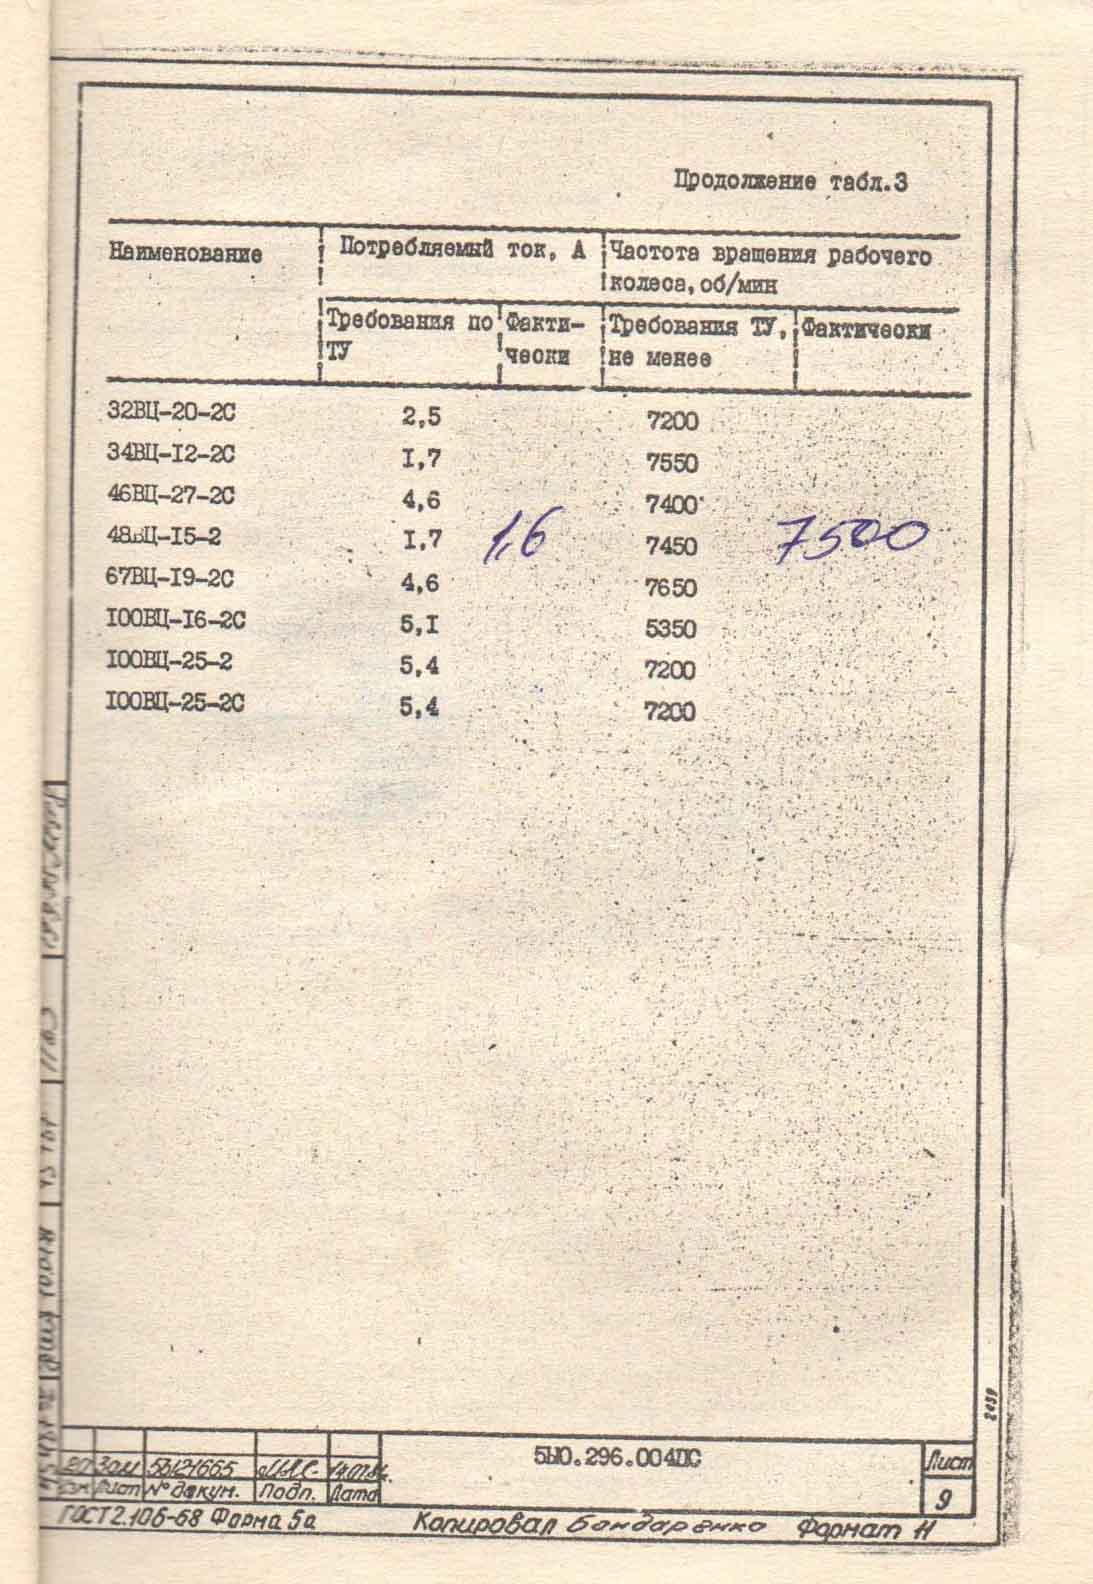 Продолжение табл.3
Наименование Потребляемый ток, А Частота вращения рабочего
колеса, об/мин
Требования по Факти- Требования ТУ, Фактически
ТУ чески не менее
32ВЦ-20-2С 2,5 7200
34ВЦ-I2-2С I,7 7550
46ВЦ-27-2С 4,6 7400
48ВЦ-I5-2 I,7 1,6 7450 7500
67ВЦ-I9-2С 4,6 7650
I00ВЦ-I6-2С 5,I 5350
I00ВЦ-25-2 5,4 7200
I00ВЦ-25-2С 5,4 7200
2459
5Ы0.296.004ПС
Лист
Зам
Лист № докум. Подп. Дата
9
ГОСТ 2.106-68 Форма 5а Копировал Бондаренко Формат И